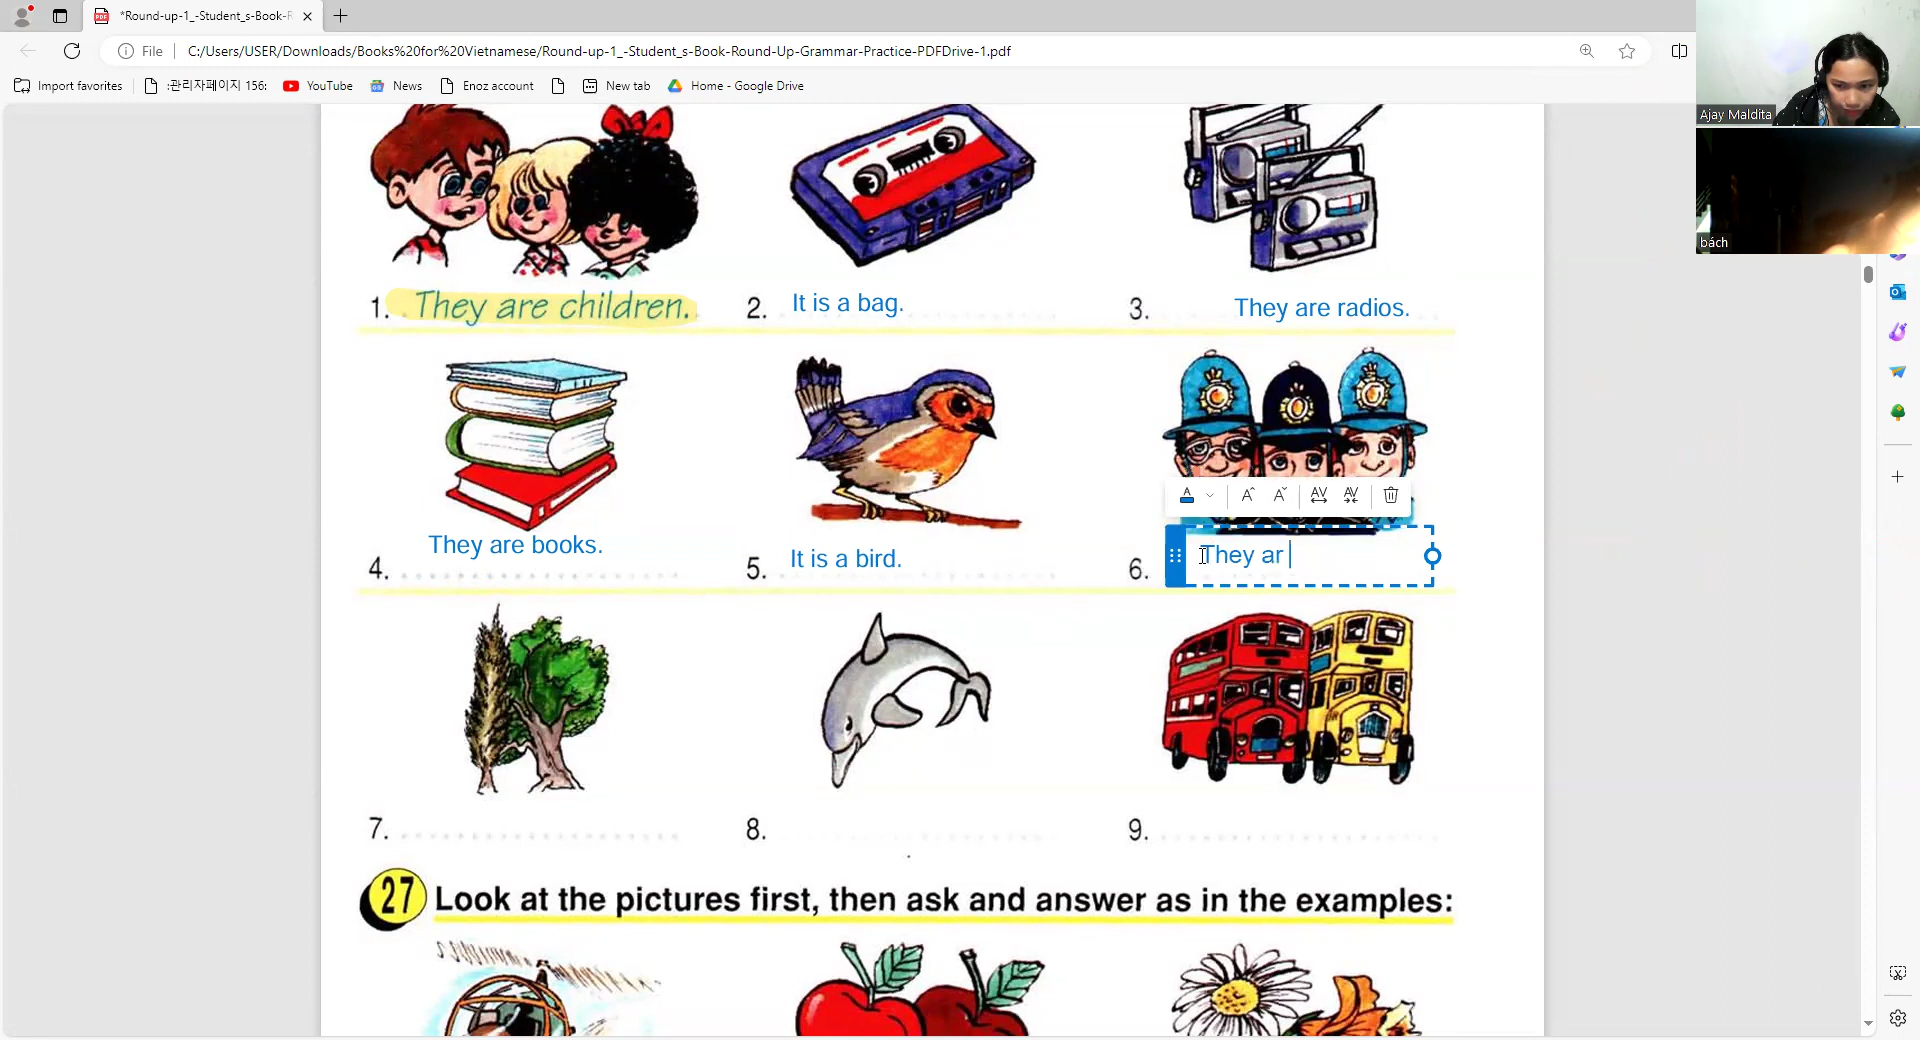 *Round-up-1_-Student_s-Book-R
File
C:/Users/USER/Downloads/Books%20for%20Vietnamese/Round-up-1_-Student_s-Book-Round-Up-Grammar-Practice-PDFDrive-1.pdf
Import favorites
:관리자페이지 156:
YouTube
News
Enoz account
New tab
Home - Google Drive
Ajay Maldita
bách
1. They are children.
2. It is a bag.
3. They are radios.
4. They are books.
5. It is a bird.
6. They ar
7.
8.
9.
27 Look at the pictures first, then ask and answer as in the examples: